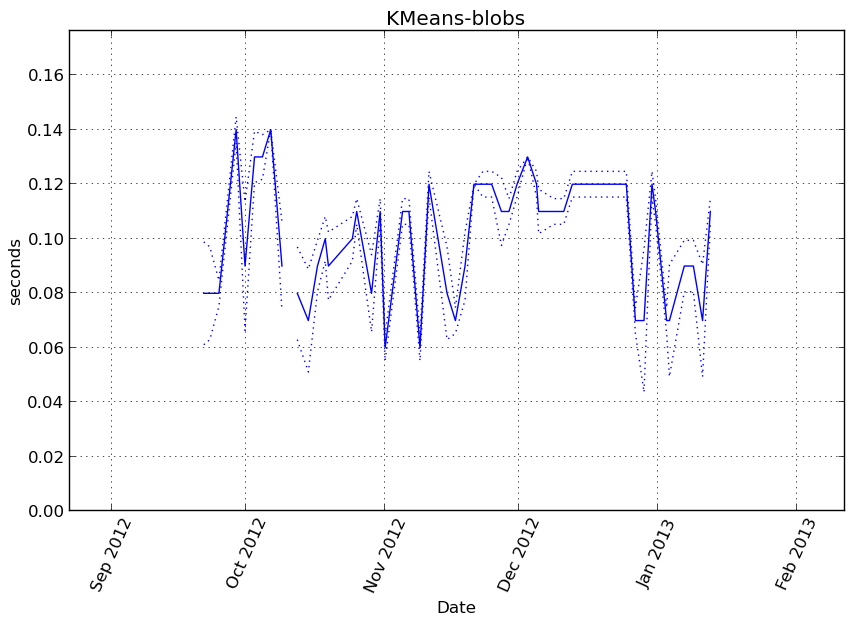 KMeans-blobs
0.16
0.14
0.12
0.10
0.08
0.06
0.04
0.02
0.00
seconds
Sep 2012
Oct 2012
Nov 2012
Dec 2012
Jan 2013
Feb 2013
Date